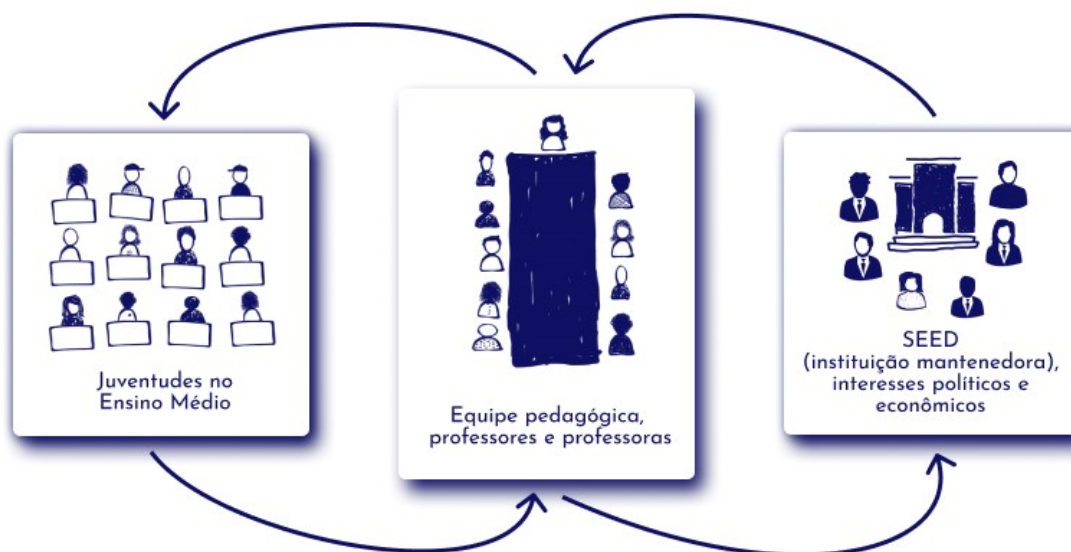 Juventudes no
Ensino Médio
Equipe pedagógica,
professores e professoras
SEED
(instituição mantenedora),
interesses políticos e
econômicos